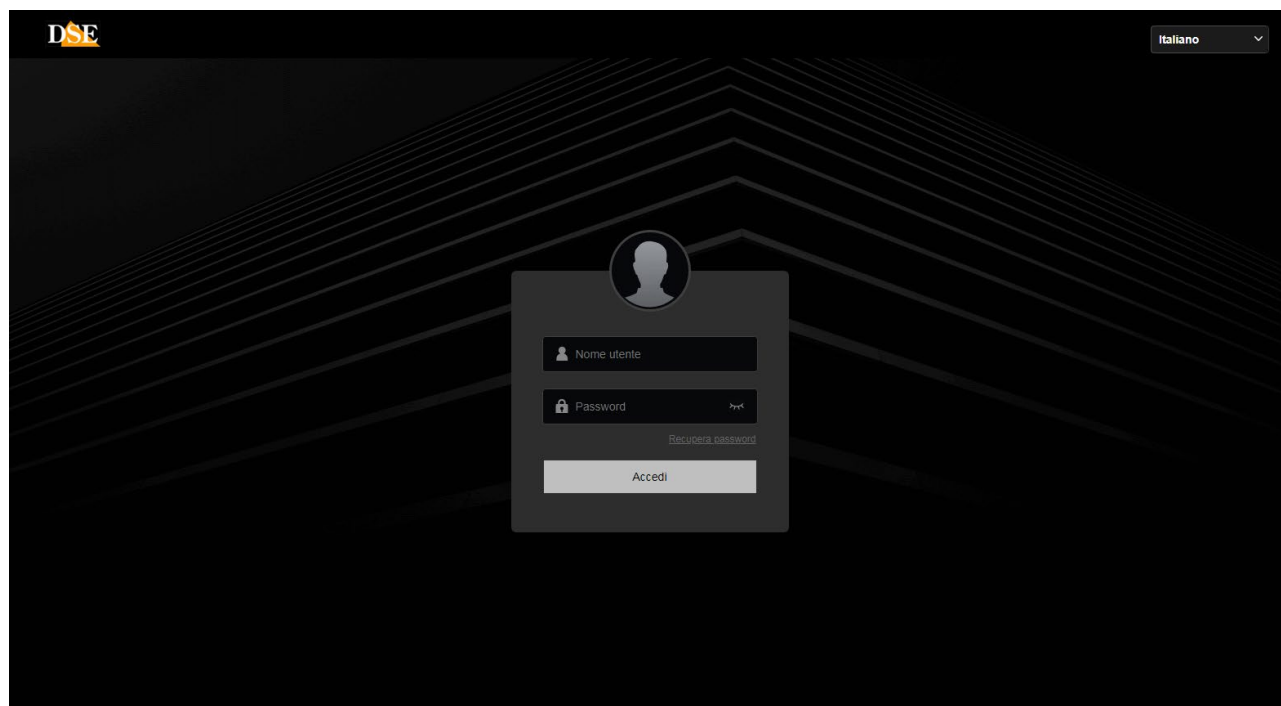 DSE
Italiano
Nome utente
Password
Recupera password
Accedi